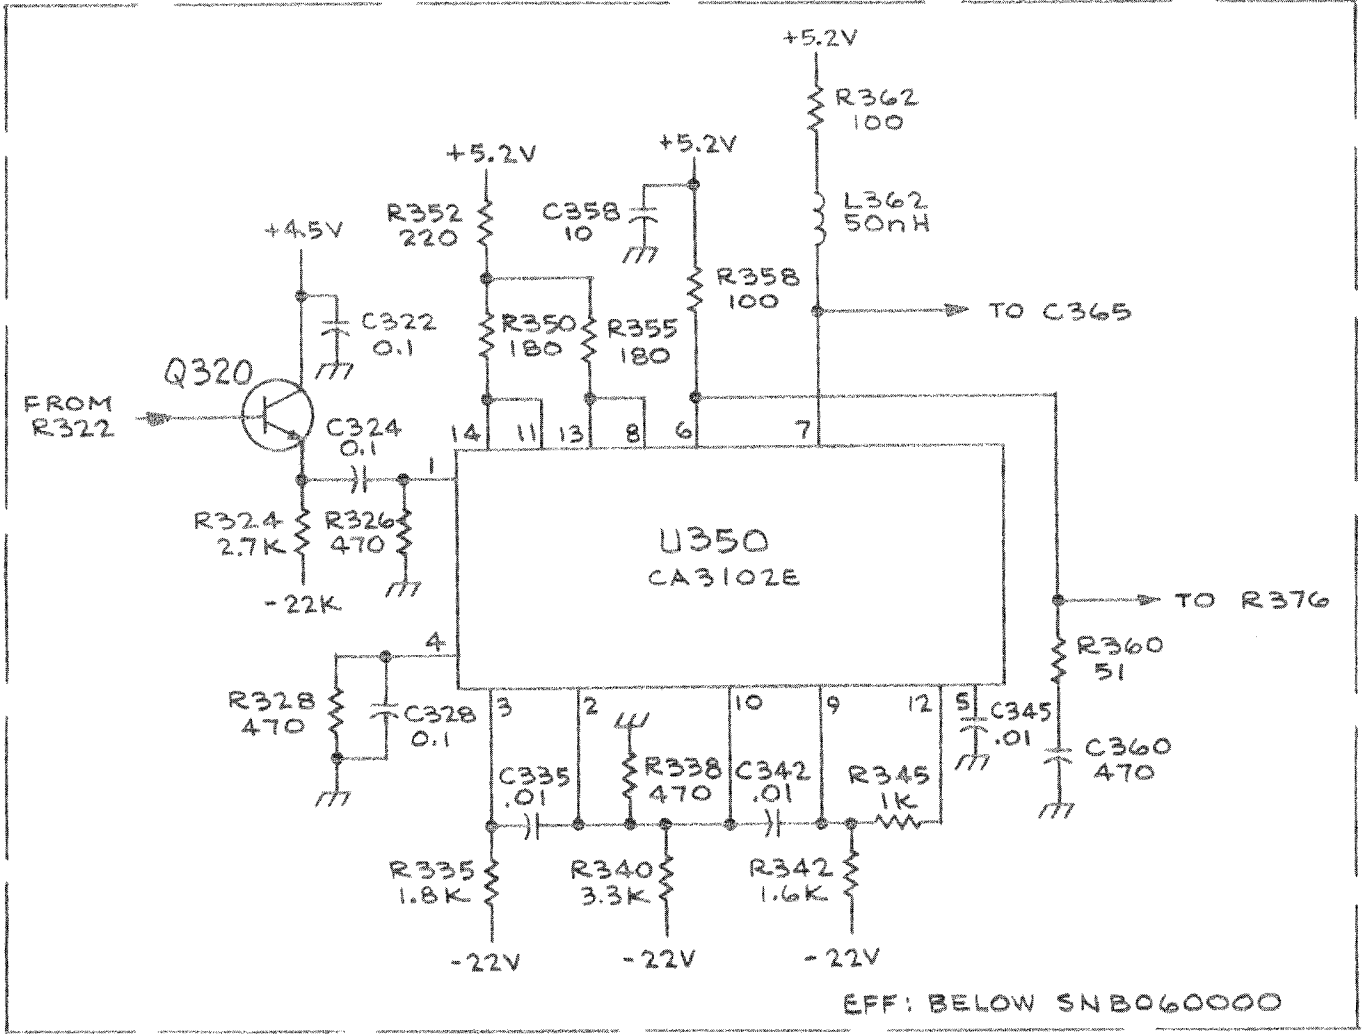 +5.2V
R362
100
+5.2V
+5.2V
L362
50nH
R352
220
C358
10
+4.5V
R358
100
TO C365
C322
0.1
R350
180
R355
180
Q320
FROM
R322
C324
0.1
14
11
13
8
6
7
1
R324
2.7K
R326
470
U350
CA3102E
-22K
TO R376
4
R360
51
R328
470
C328
0.1
3
2
10
9
12
5
C345
.01
C360
470
C335
.01
R338
470
C342
.01
R345
1K
R335
1.8K
R340
3.3K
R342
1.6K
-22V
-22V
-22V
EFF: BELOW SNB060000